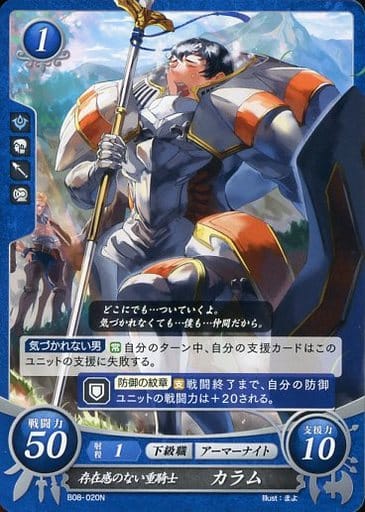 1
どこにでも…ついていくよ。
気づかれなくても…僕も…仲間だから。
気づかれない男 常 自分のターン中、自分の支援カードはこの
ユニットの支援に失敗する。
防御の紋章 支 戦闘終了まで、自分の防御
ユニットの戦闘力は＋20される。
戦闘力
50
射程 1 下級職 アーマーナイト
支援力
10
存在感のない重騎士 カラム
B08-020N
Illust：まよ